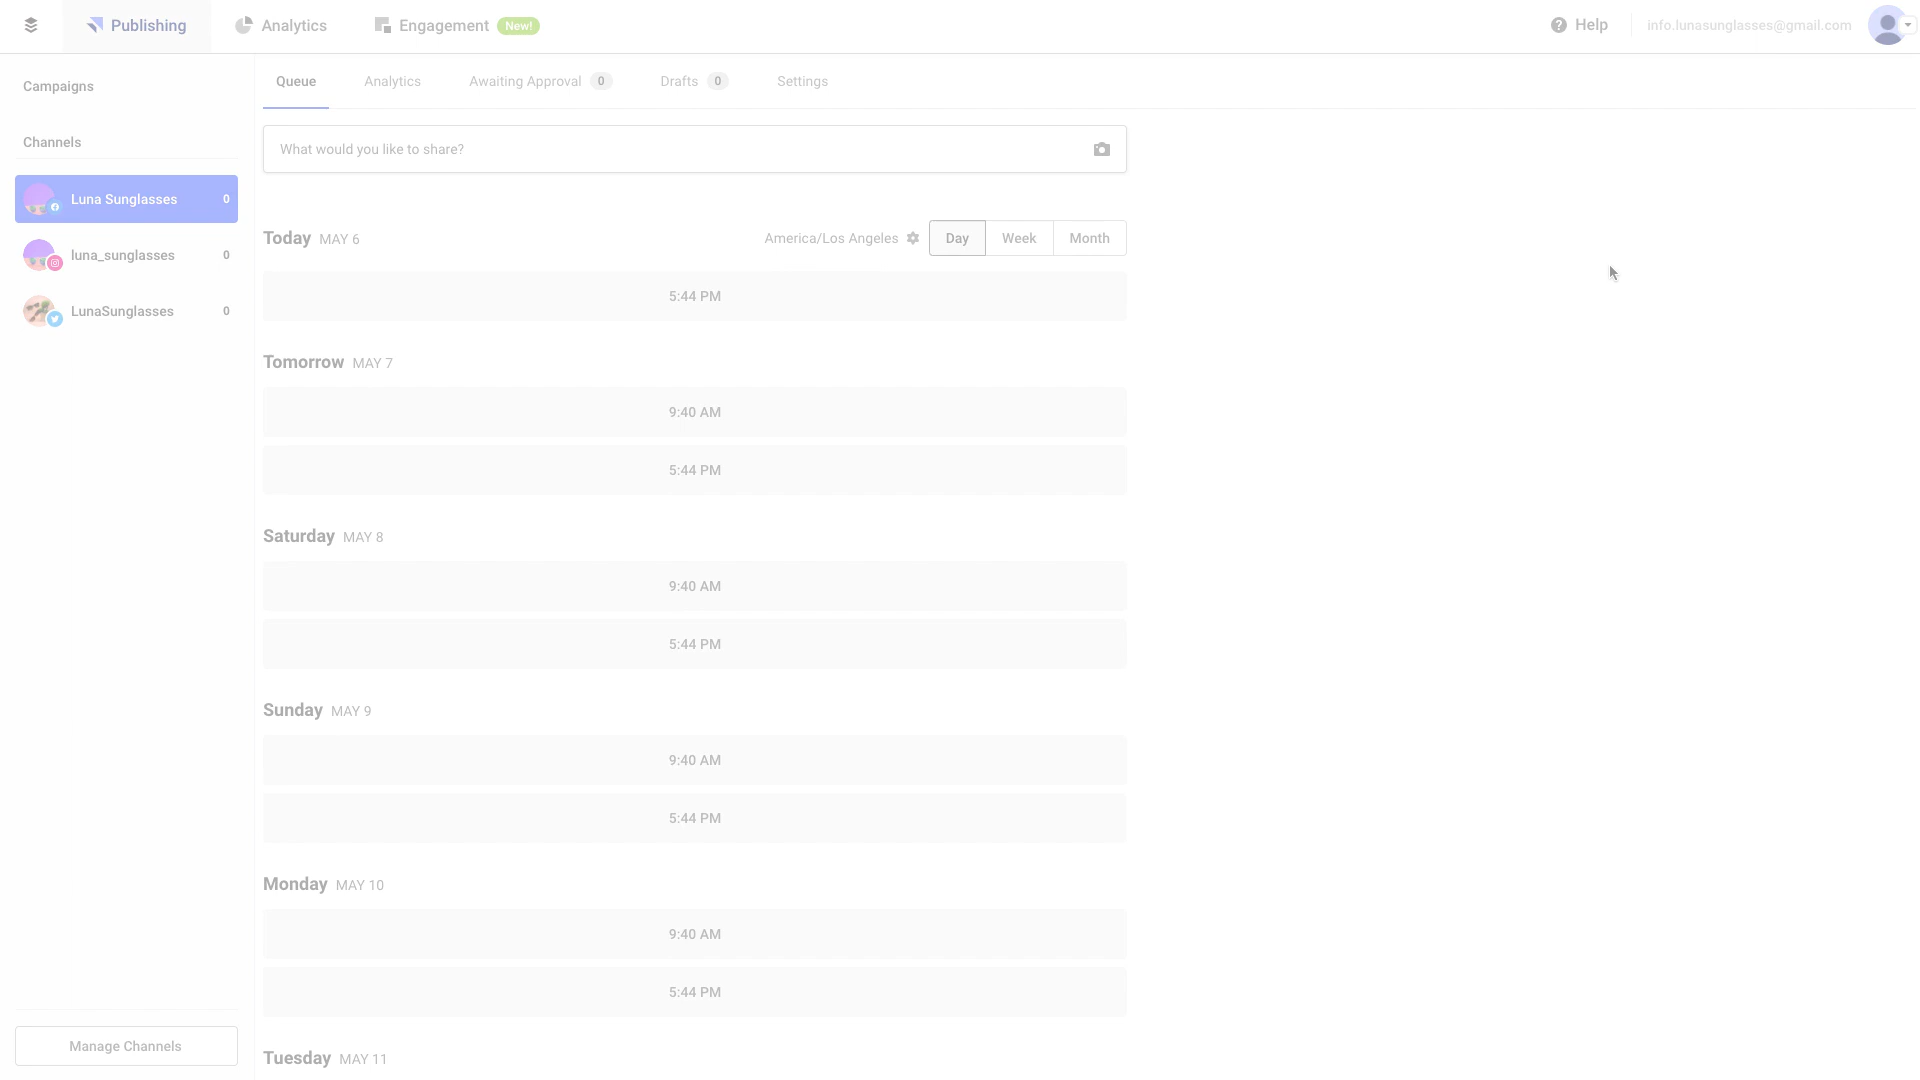 Publishing
Analytics
Engagement New!
Help
info.lunasunglasses@gmail.com
Campaigns
Channels
Luna Sunglasses 0
luna_sunglasses 0
LunaSunglasses 0
Manage Channels
Queue
Analytics
Awaiting Approval 0
Drafts 0
Settings
What would you like to share?
Today MAY 6
America/Los Angeles
Day
Week
Month
5:44 PM
Tomorrow MAY 7
9:40 AM
5:44 PM
Saturday MAY 8
9:40 AM
5:44 PM
Sunday MAY 9
9:40 AM
5:44 PM
Monday MAY 10
9:40 AM
5:44 PM
Tuesday MAY 11